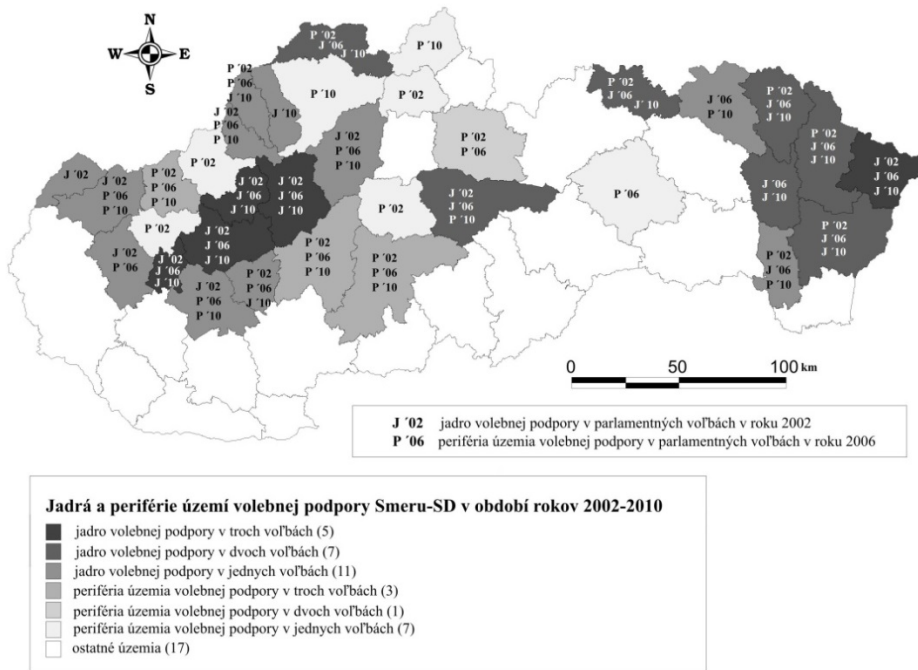 N
W E
S
P ´02
J ´06
J ´10
P ´10
P ´02
P ´06
J ´10
J ´10
P ´10
P ´02
P ´02
J ´06
J ´10
J ´06
P ´10
P ´02
J ´06
J ´10
J ´02
P ´06
P ´10
J ´02
P ´06
P ´10
P ´02
P ´06
P ´02
J ´06
J ´10
J ´02
J ´06
J ´10
J ´02
J ´02
P ´06
P ´10
P ´02
P ´06
P ´10
P ´02
J ´02
J ´06
J ´10
J ´02
J ´06
J ´10
P ´02
J ´02
J ´06
P ´10
P ´06
J ´06
J ´10
P ´02
J ´02
J ´06
J ´10
P ´02
J ´06
J ´10
J ´02
P ´06
J ´02
J ´06
J ´10
P ´02
P ´06
P ´10
P ´02
P ´06
P ´10
P ´02
J ´06
P ´10
J ´02
P ´06
P ´10
P ´02
P ´06
J ´10
0 50 100 km
J ´02 jadro volebnej podpory v parlamentných voľbách v roku 2002
P ´06 periféria územia volebnej podpory v parlamentných voľbách v roku 2006
Jadrá a periférie území volebnej podpory Smeru-SD v období rokov 2002-2010
jadro volebnej podpory v troch voľbách (5)
jadro volebnej podpory v dvoch voľbách (7)
jadro volebnej podpory v jedných voľbách (11)
periféria územia volebnej podpory v troch voľbách (3)
periféria územia volebnej podpory v dvoch voľbách (1)
periféria územia volebnej podpory v jedných voľbách (7)
ostatné územia (17)